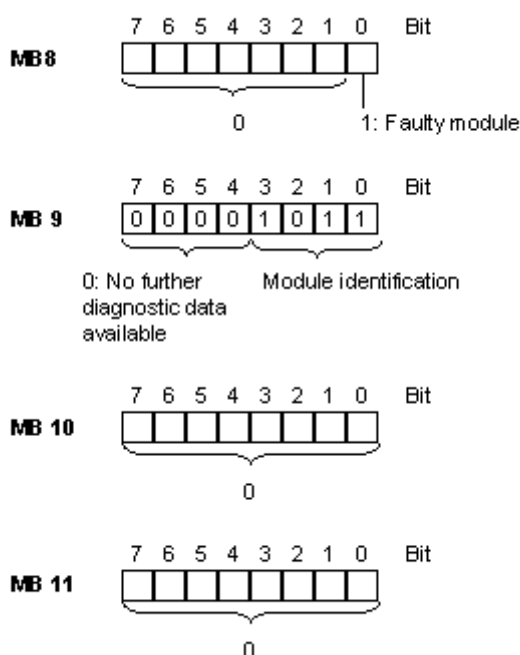 7 6 5 4 3 2 1 0 Bit
MB8
0 1: Faulty module
7 6 5 4 3 2 1 0 Bit
MB 9 0 0 0 0 1 0 1 1
0: No further Module identification
diagnostic data
available
7 6 5 4 3 2 1 0 Bit
MB 10
0
7 6 5 4 3 2 1 0 Bit
MB 11
0